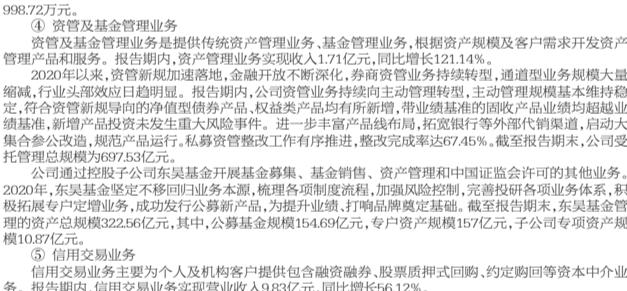 998.72万元。
④ 资管及基金管理业务
资管及基金管理业务是提供传统资产管理业务、基金管理业务，根据资产规模及客户需求开发资产
管理产品和服务。报告期内，资产管理业务实现收入1.71亿元，同比增长121.14%。
2020年以来，资管新规加速落地，金融开放不断深化，券商资管业务持续转型，通道型业务规模大量
缩减，行业头部效应日趋明显。报告期内，公司资管业务持续向主动管理转型，主动管理规模基本维持稳
定，符合资管新规导向的净值型债券产品、权益类产品均有所新增，带业绩基准的固收产品业绩均超越业
绩基准，新增产品投资未发生重大风险事件。进一步丰富产品线布局，拓宽银行等外部代销渠道，启动大
集合参公改造，规范产品运行。私募资管整改工作有序推进，整改完成率达67.45%。截至报告期末，公司受
托管理总规模为697.53亿元。
公司通过控股子公司东吴基金开展基金募集、基金销售、资产管理和中国证监会许可的其他业务。
2020年，东吴基金坚定不移回归业务本源，梳理各项制度流程，加强风险控制，完善投研各项业务体系，积
极拓展专户定增业务，成功发行公募新产品，为提升业绩、打响品牌奠定基础。截至报告期末，东吴基金管
理的资产总规模322.56亿元，其中，公募基金规模154.69亿元，专户资产规模157亿元，子公司专项资产规
模10.87亿元。
⑤ 信用交易业务
信用交易业务主要为个人及机构客户提供包含融资融券、股票质押式回购、约定购回等资本中介业
务。报告期内，信用交易业务实现营业收入9.83亿元，同比增长56.12%。